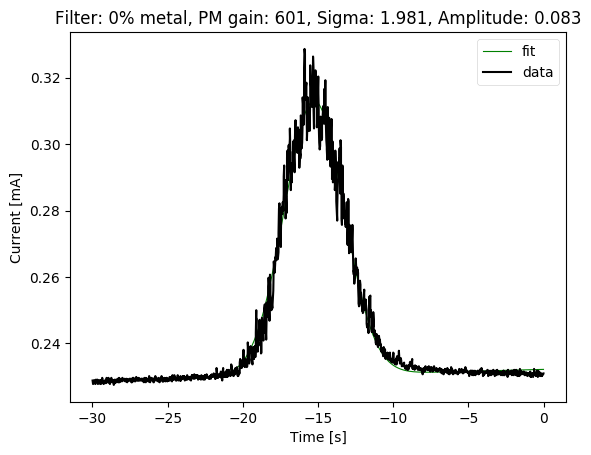 Filter: 0% metal, PM gain: 601, Sigma: 1.981, Amplitude: 0.083
fit
data
0.32
0.30
0.28
0.26
0.24
Current [mA]
−30
−25
−20
−15
−10
−5
0
Time [s]